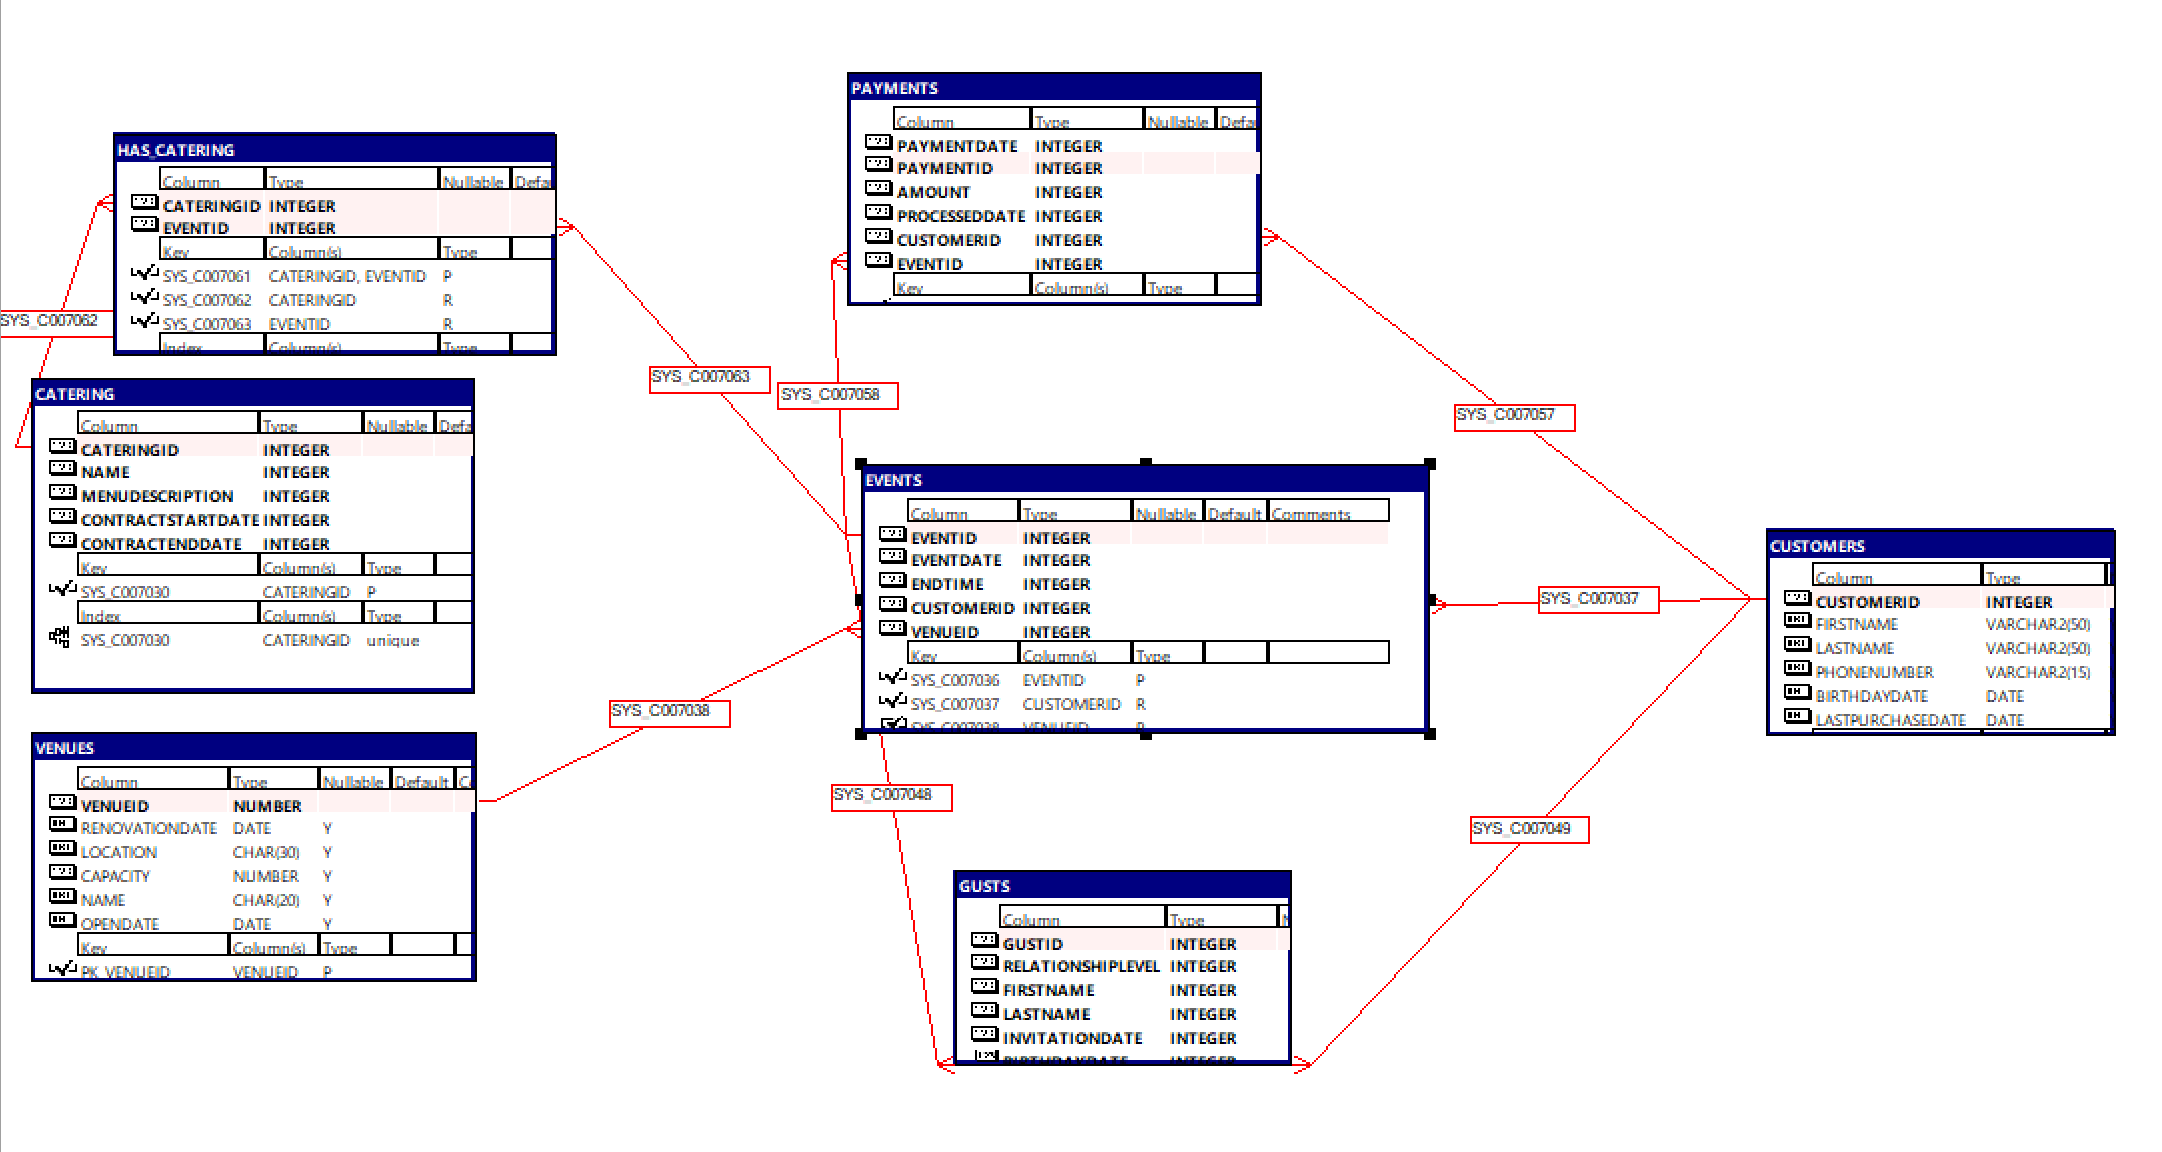 HAS_CATERING
Column Type Nullable Defa
CATERINGID INTEGER
EVENTID INTEGER
Key Column(s) Type
SYS_C007061 CATERINGID, EVENTID P
SYS_C007062 CATERINGID R
SYS_C007063 EVENTID R
Index Column(s) Type
SYS_C007062
CATERING
Column Type Nullable Defa
CATERINGID INTEGER
NAME INTEGER
MENUDESCRIPTION INTEGER
CONTRACTSTARTDATE INTEGER
CONTRACTENDDATE INTEGER
Key Column(s) Type
SYS_C007030 CATERINGID P
Index Column(s) Type
SYS_C007030 CATERINGID unique
VENUES
Column Type Nullable Default Co
VENUEID NUMBER
RENOVATIONDATE DATE Y
LOCATION CHAR(30) Y
CAPACITY NUMBER Y
NAME CHAR(20) Y
OPENDATE DATE Y
Key Column(s) Type
PK_VENUEID VENUEID P
PAYMENTS
Column Type Nullable Defau
PAYMENTDATE INTEGER
PAYMENTID INTEGER
AMOUNT INTEGER
PROCESSEDDATE INTEGER
CUSTOMERID INTEGER
EVENTID INTEGER
Key Column(s) Type
SYS_C007063
SYS_C007058
SYS_C007057
EVENTS
Column Type Nullable Default Comments
EVENTID INTEGER
EVENTDATE INTEGER
ENDTIME INTEGER
CUSTOMERID INTEGER
VENUEID INTEGER
Key Column(s) Type
SYS_C007036 EVENTID P
SYS_C007037 CUSTOMERID R
SYS_C007038 VENUEID R
SYS_C007037
SYS_C007038
SYS_C007048
SYS_C007049
CUSTOMERS
Column Type
CUSTOMERID INTEGER
FIRSTNAME VARCHAR2(50)
LASTNAME VARCHAR2(50)
PHONENUMBER VARCHAR2(15)
BIRTHDAYDATE DATE
LASTPURCHASEDATE DATE
GUSTS
Column Type N
GUSTID INTEGER
RELATIONSHIPLEVEL INTEGER
FIRSTNAME INTEGER
LASTNAME INTEGER
INVITATIONDATE INTEGER
BIRTHDAYDATE INTEGER